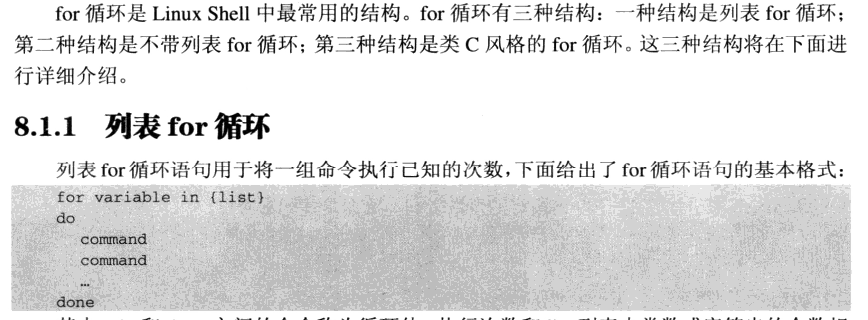 for 循环是 Linux Shell 中最常用的结构。for 循环有三种结构：一种结构是列表 for 循环；
第二种结构是不带列表 for 循环；第三种结构是类 C 风格的 for 循环。这三种结构将在下面进
行详细介绍。
8.1.1 列表 for 循环
列表 for 循环语句用于将一组命令执行已知的次数，下面给出了 for 循环语句的基本格式：
for variable in {list}
do
command
command
…
done